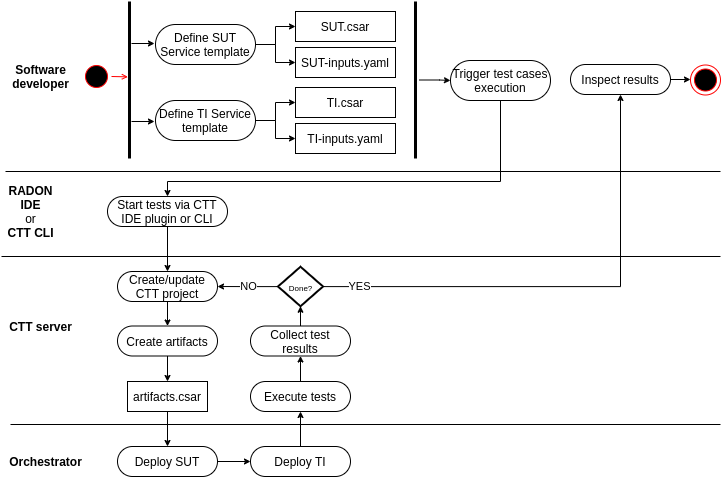 Software
developer
Define SUT
Service template
SUT.csar
SUT-inputs.yaml
Define TI Service
template
TI.csar
TI-inputs.yaml
Trigger test cases
execution
Inspect results
RADON
IDE
or
CTT CLI
Start tests via CTT
IDE plugin or CLI
CTT server
Create/update
CTT project
NO
Done?
YES
Create artifacts
Collect test
results
artifacts.csar
Execute tests
Orchestrator
Deploy SUT
Deploy TI